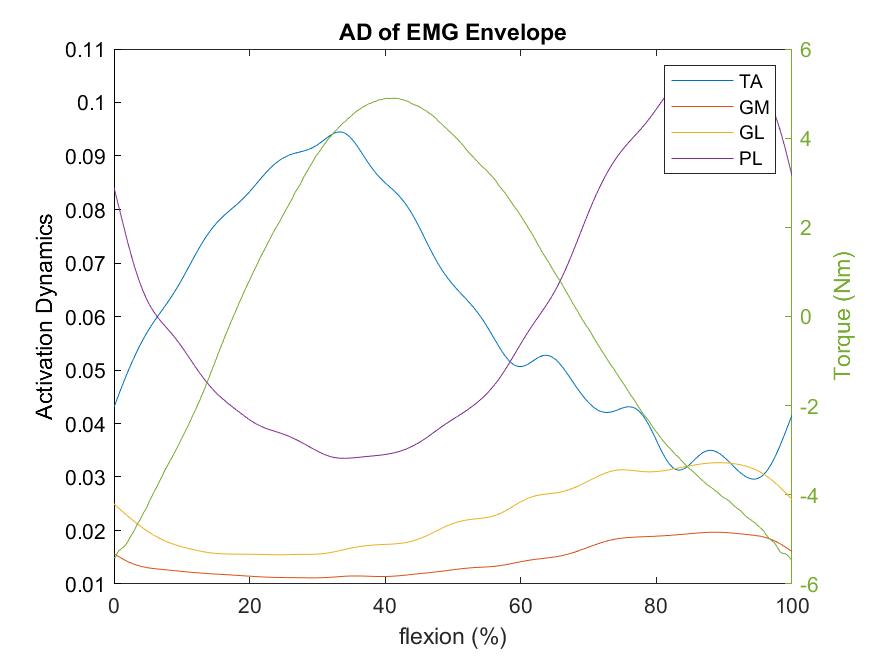 AD of EMG Envelope
0.11
0.1
0.09
0.08
0.07
0.06
0.05
0.04
0.03
0.02
0.01
Activation Dynamics
0 20 40 60 80 100
flexion (%)
6
4
2
0
-2
-4
-6
Torque (Nm)
TA
GM
GL
PL